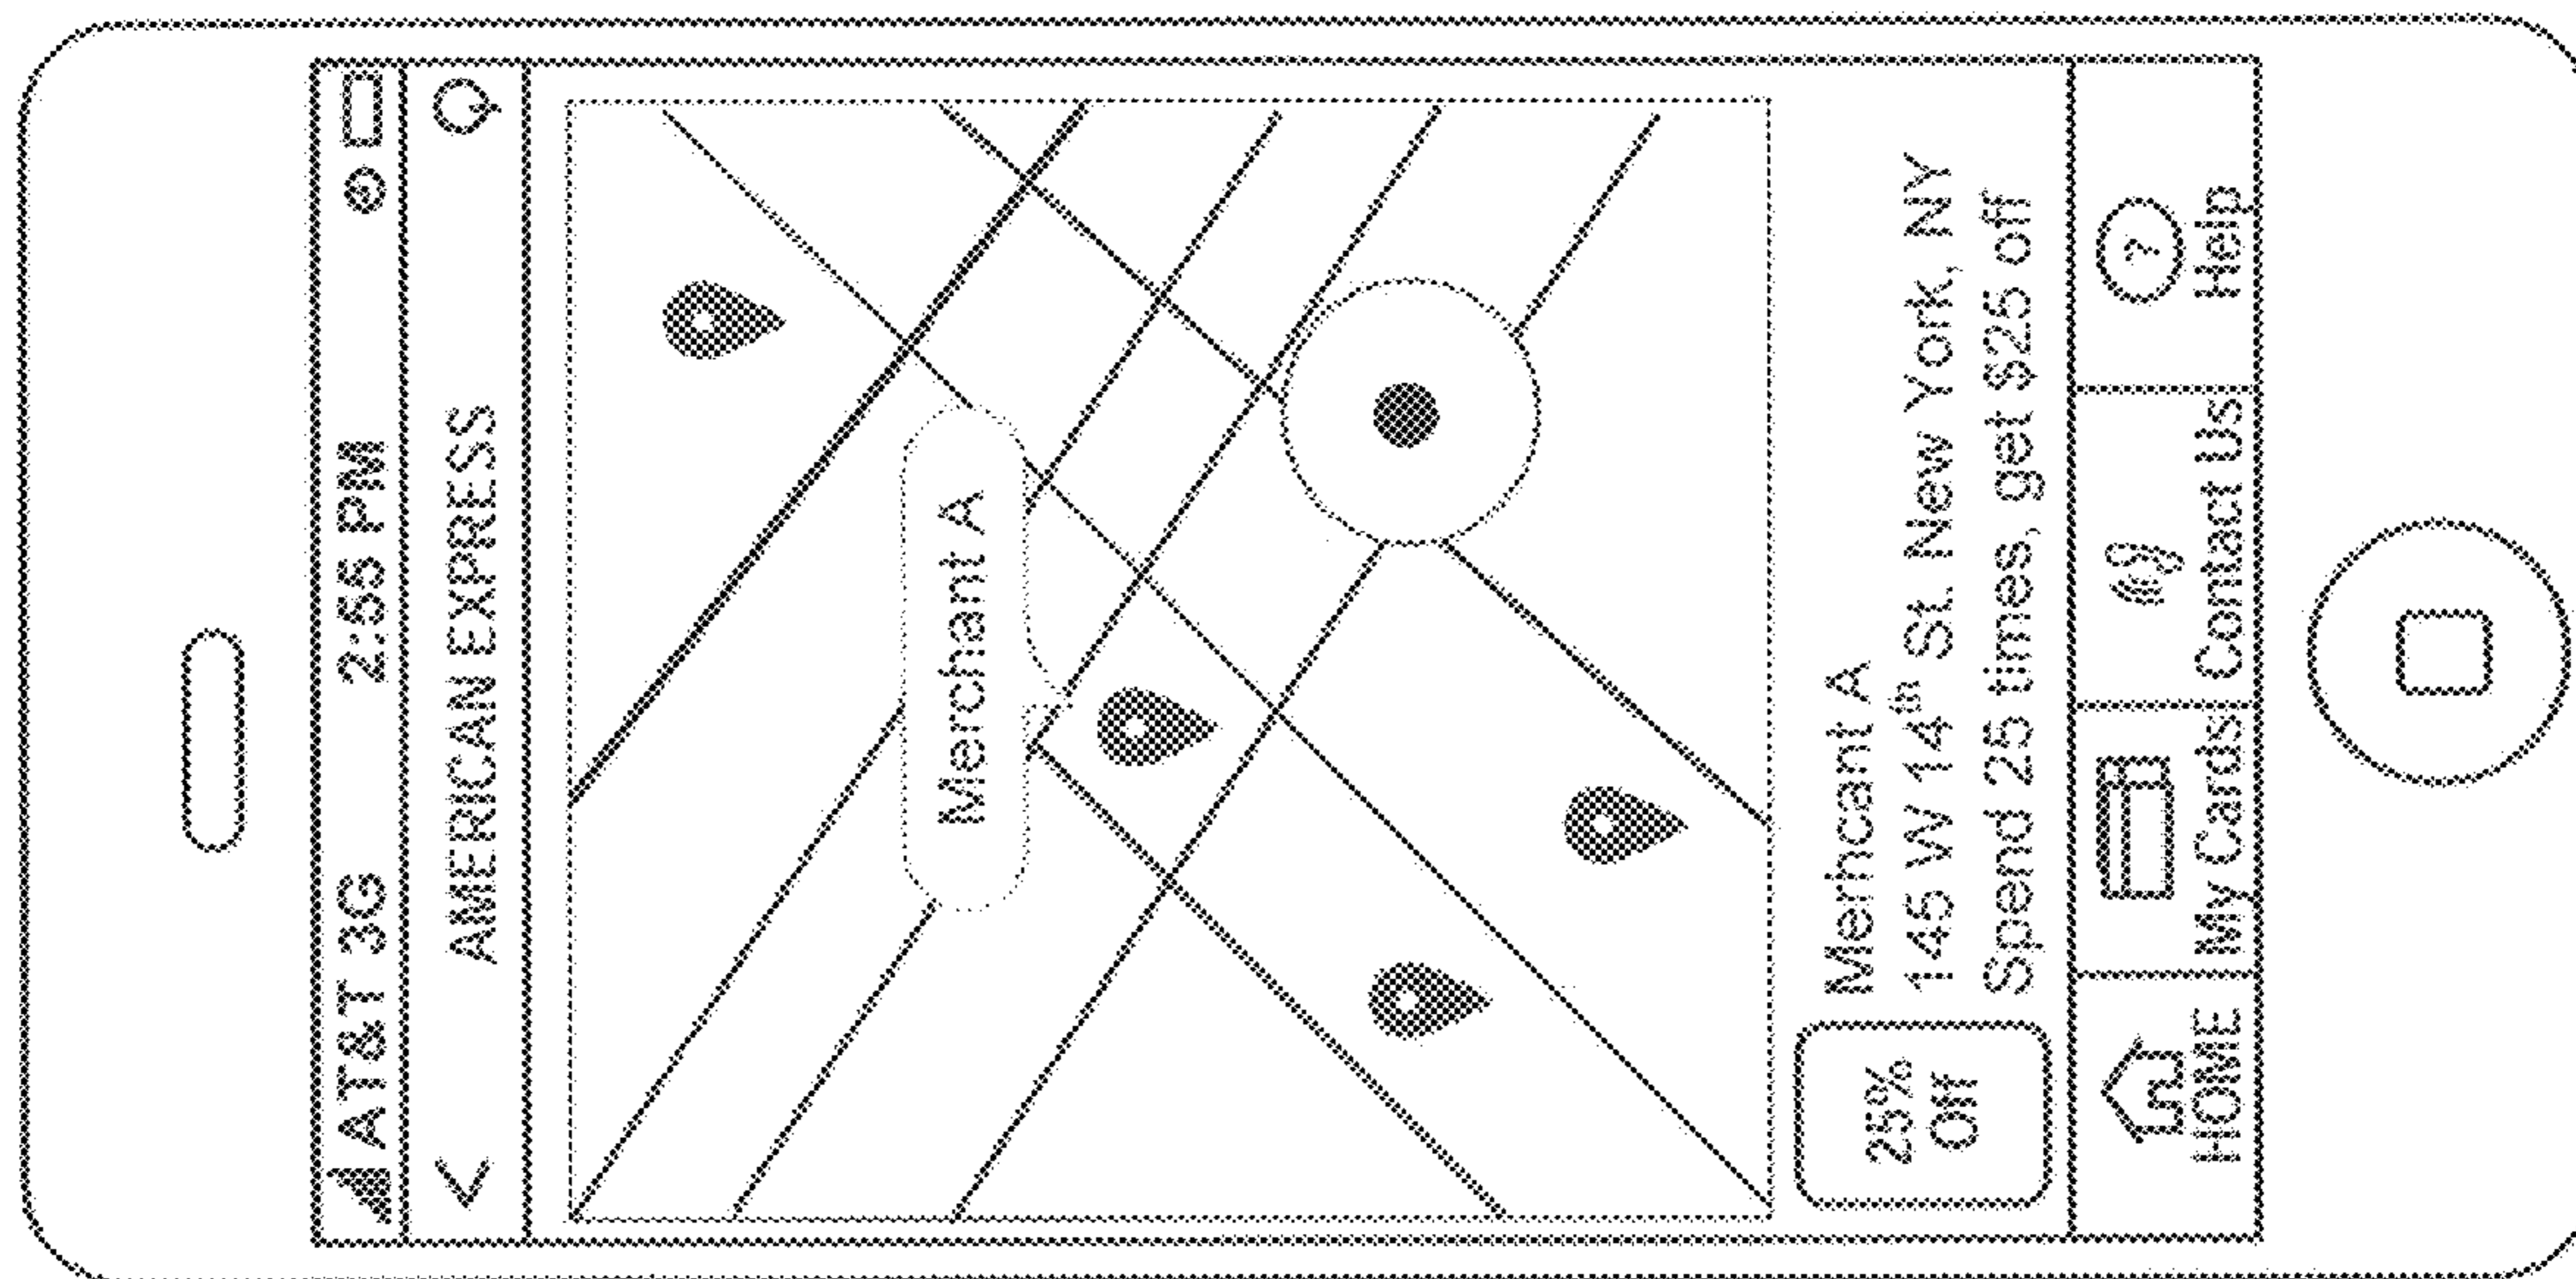 AT&T 3G 2:55 PM
AMERICAN EXPRESS
Merchant A
25%
Off
Merhcant A
145 W 14th St. New York, NY
Spend 25 times, get $25 off
HOME
My Cards
Contact Us
?
Help